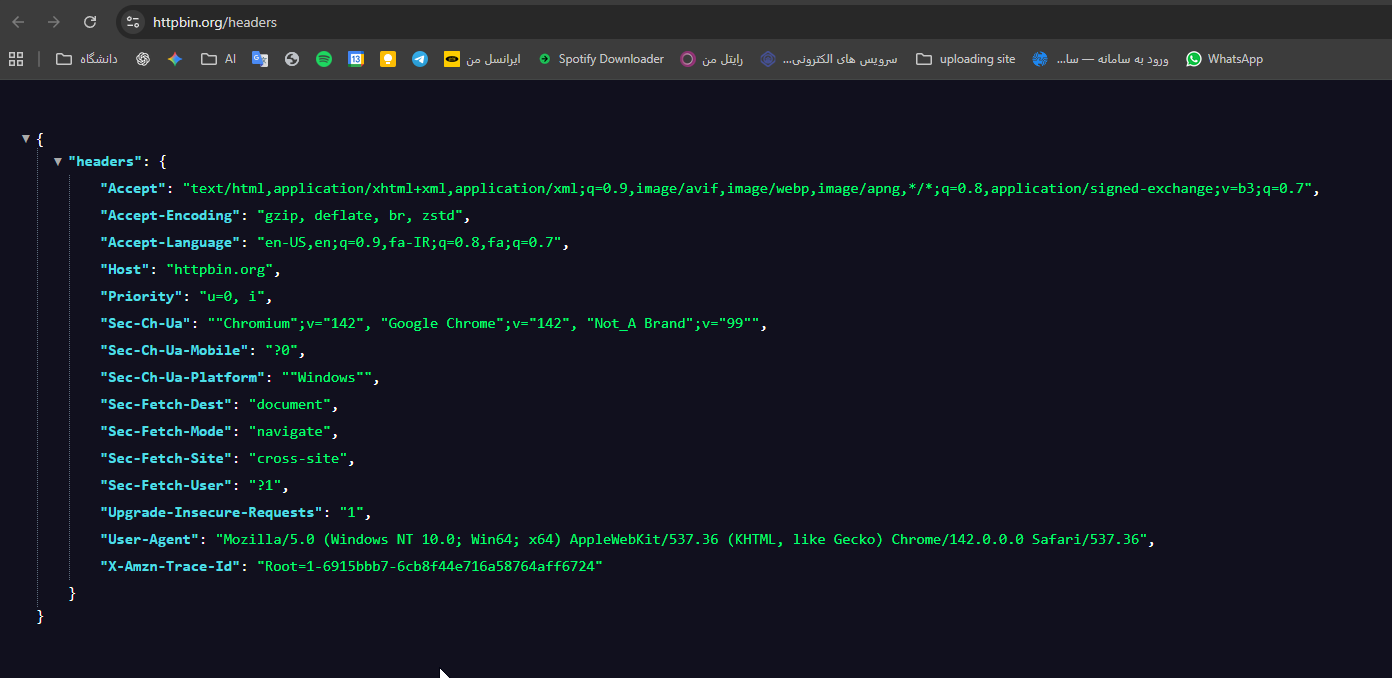 httpbin.org/headers
دانشگاه AI 13 ایرانسل من Spotify Downloader رایتل من سرویس های الکترونی... uploading site ورود به سامانه — سا... WhatsApp
{
"headers": {
"Accept": "text/html,application/xhtml+xml,application/xml;q=0.9,image/avif,image/webp,image/apng,*/*;q=0.8,application/signed-exchange;v=b3;q=0.7",
"Accept-Encoding": "gzip, deflate, br, zstd",
"Accept-Language": "en-US,en;q=0.9,fa-IR;q=0.8,fa;q=0.7",
"Host": "httpbin.org",
"Priority": "u=0, i",
"Sec-Ch-Ua": ""Chromium";v="142", "Google Chrome";v="142", "Not_A Brand";v="99"",
"Sec-Ch-Ua-Mobile": "?0",
"Sec-Ch-Ua-Platform": ""Windows"",
"Sec-Fetch-Dest": "document",
"Sec-Fetch-Mode": "navigate",
"Sec-Fetch-Site": "cross-site",
"Sec-Fetch-User": "?1",
"Upgrade-Insecure-Requests": "1",
"User-Agent": "Mozilla/5.0 (Windows NT 10.0; Win64; x64) AppleWebKit/537.36 (KHTML, like Gecko) Chrome/142.0.0.0 Safari/537.36",
"X-Amzn-Trace-Id": "Root=1-6915bbb7-6cb8f44e716a58764aff6724"
}
}